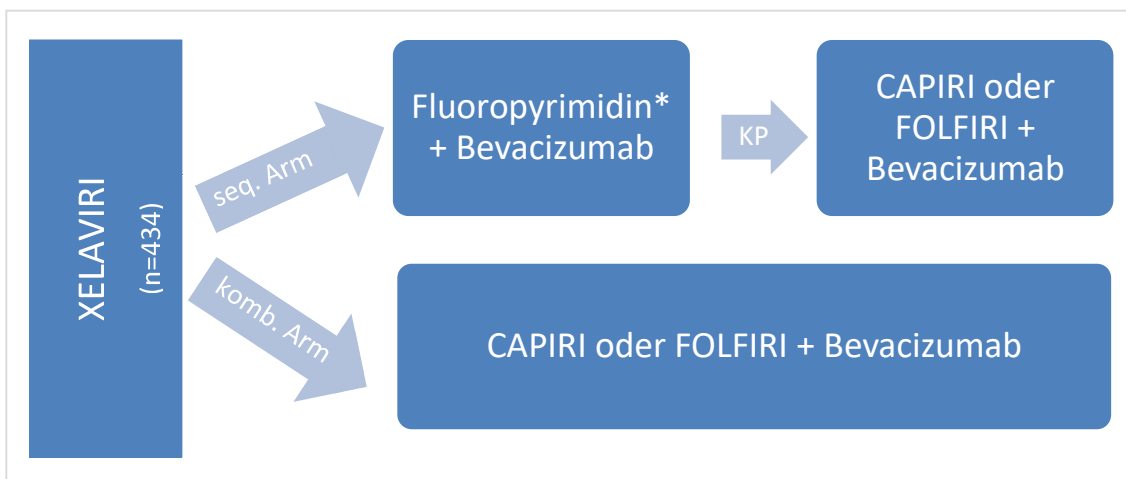 XELAVIRI
(n=434)
seq. Arm
Fluoropyrimidin*
+ Bevacizumab
KP
CAPIRI oder
FOLFIRI +
Bevacizumab
komb. Arm
CAPIRI oder FOLFIRI + Bevacizumab